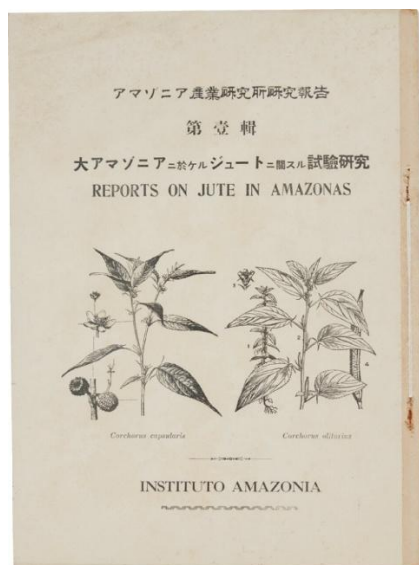 アマゾニア産業研究所研究報告
第壹輯
大アマゾニアニ於ケルジュートニ關スル試驗研究
REPORTS ON JUTE IN AMAZONAS
Corchorus capsularis Corchorus olitorius
INSTITUTO AMAZONIA